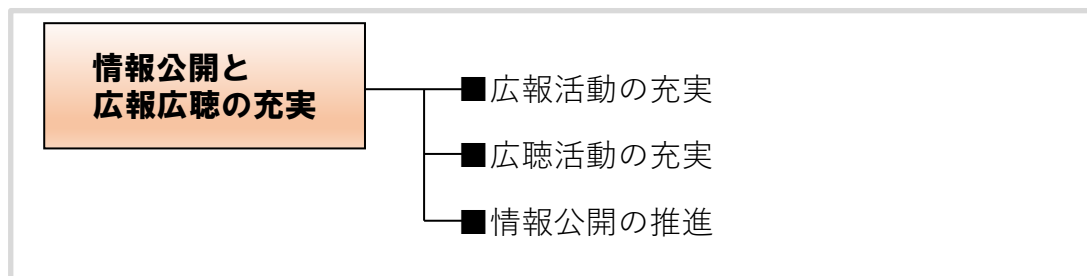 情報公開と
広報広聴の充実
■広報活動の充実
■広聴活動の充実
■情報公開の推進